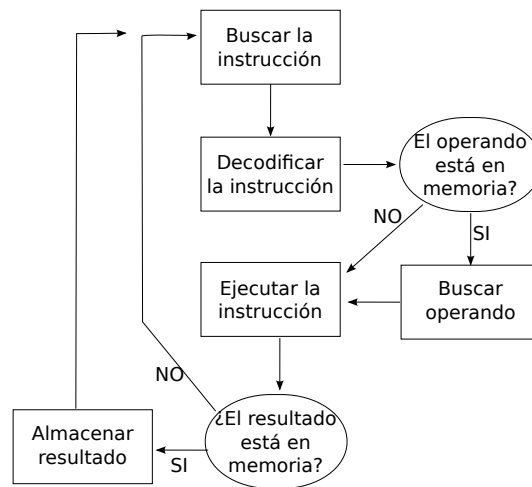 Buscar la
instrucción
Decodificar
la instrucción
El operando
está en
memoria?
NO
SI
Ejecutar la
instrucción
Buscar
operando
NO
¿El resultado
está en
memoria?
SI
Almacenar
resultado